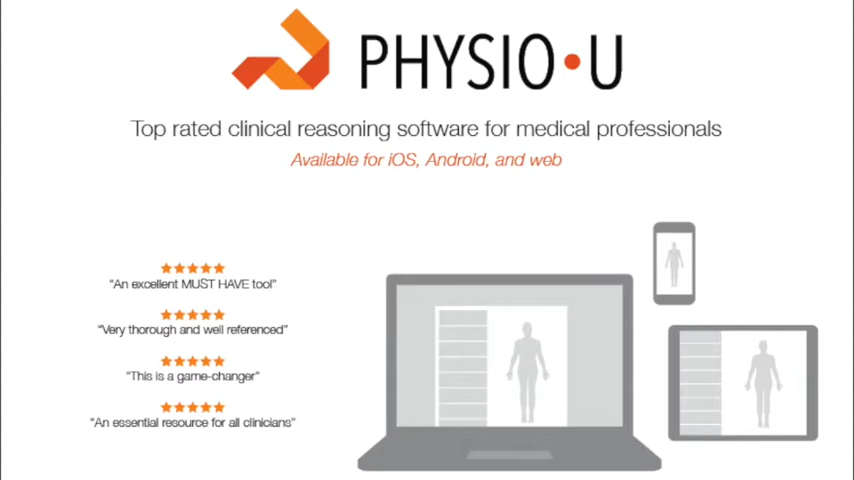 PHYSIO•U
Top rated clinical reasoning software for medical professionals
Available for iOS, Android, and web
“An excellent MUST HAVE tool”
“Very thorough and well referenced”
“This is a game-changer”
“An essential resource for all clinicians”